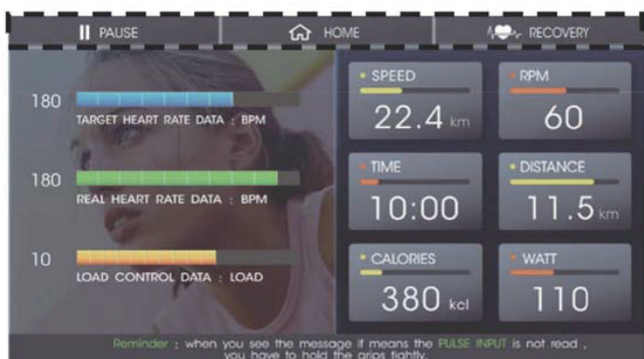 PAUSE
HOME
RECOVERY
180
TARGET HEART RATE DATA : BPM
180
REAL HEART RATE DATA : BPM
10
LOAD CONTROL DATA : LOAD
SPEED
22.4 km
RPM
60
TIME
10:00
DISTANCE
11.5 km
CALORIES
380 kcl
WATT
110
Reminder : when you see the message if means the PULSE INPUT is not read ,
you have to hold the grips tightly.